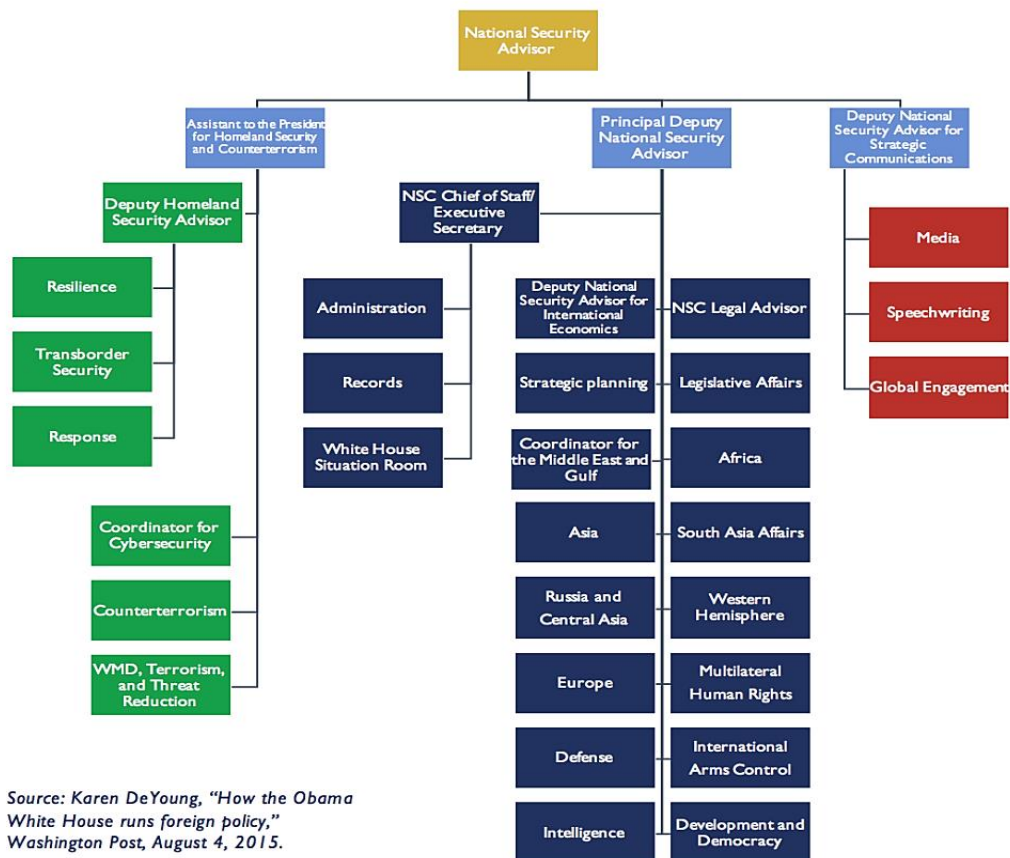 National Security
Advisor
Assistant to the President
for Homeland Security
and Counterterrorism
Principal Deputy
National Security
Advisor
Deputy National
Security Advisor for
Strategic
Communications
Deputy Homeland
Security Advisor
Resilience
Transborder
Security
Response
Coordinator for
Cybersecurity
Counterterrorism
WMD, Terrorism,
and Threat
Reduction
NSC Chief of Staff/
Executive
Secretary
Administration
Records
White House
Situation Room
Deputy National
Security Advisor for
International
Economics
NSC Legal Advisor
Strategic planning
Legislative Affairs
Coordinator for
the Middle East and
Gulf
Africa
Asia
South Asia Affairs
Russia and
Central Asia
Western
Hemisphere
Europe
Multilateral
Human Rights
Defense
International
Arms Control
Intelligence
Development and
Democracy
Media
Speechwriting
Global Engagement
Source: Karen DeYoung, “How the Obama
White House runs foreign policy,”
Washington Post, August 4, 2015.